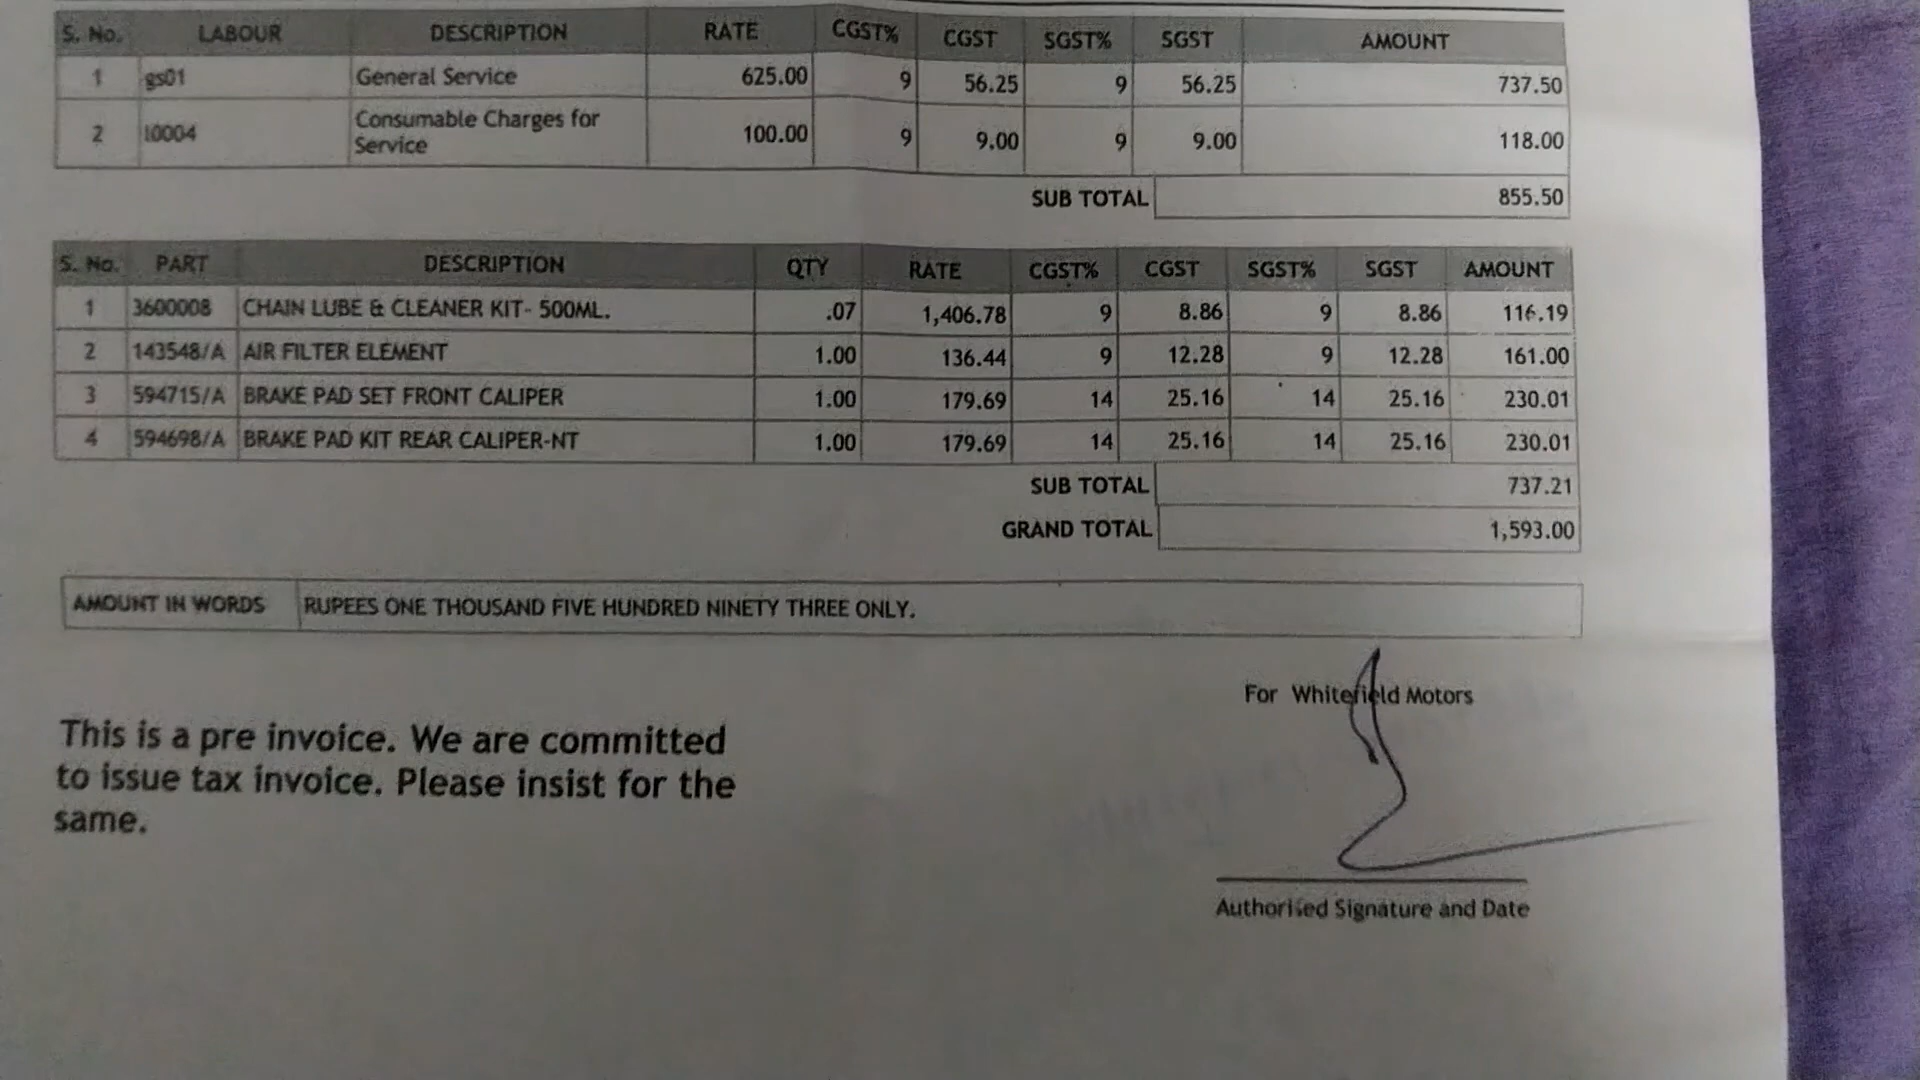 S. No. LABOUR DESCRIPTION RATE CGST% CGST SGST% SGST AMOUNT
1 gs01 General Service 625.00 9 56.25 9 56.25 737.50
2 l0004 Consumable Charges for Service 100.00 9 9.00 9 9.00 118.00
SUB TOTAL 855.50
S. No. PART DESCRIPTION QTY RATE CGST% CGST SGST% SGST AMOUNT
1 3600008 CHAIN LUBE & CLEANER KIT- 500ML. .07 1,406.78 9 8.86 9 8.86 116.19
2 143548/A AIR FILTER ELEMENT 1.00 136.44 9 12.28 9 12.28 161.00
3 594715/A BRAKE PAD SET FRONT CALIPER 1.00 179.69 14 25.16 14 25.16 230.01
4 594698/A BRAKE PAD KIT REAR CALIPER-NT 1.00 179.69 14 25.16 14 25.16 230.01
SUB TOTAL 737.21
GRAND TOTAL 1,593.00
AMOUNT IN WORDS RUPEES ONE THOUSAND FIVE HUNDRED NINETY THREE ONLY.
For Whitefield Motors
This is a pre invoice. We are committed
to issue tax invoice. Please insist for the
same.
Authorised Signature and Date